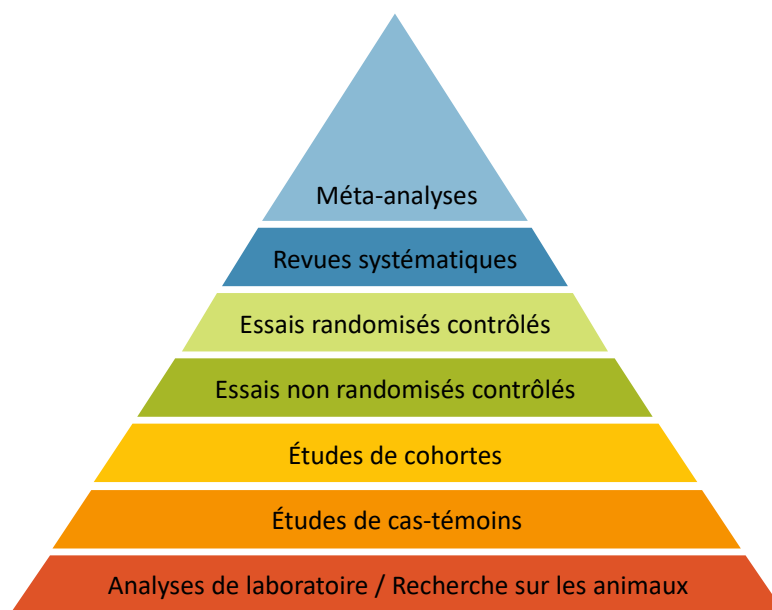 Méta-analyses
Revues systématiques
Essais randomisés contrôlés
Essais non randomisés contrôlés
Études de cohortes
Études de cas-témoins
Analyses de laboratoire / Recherche sur les animaux